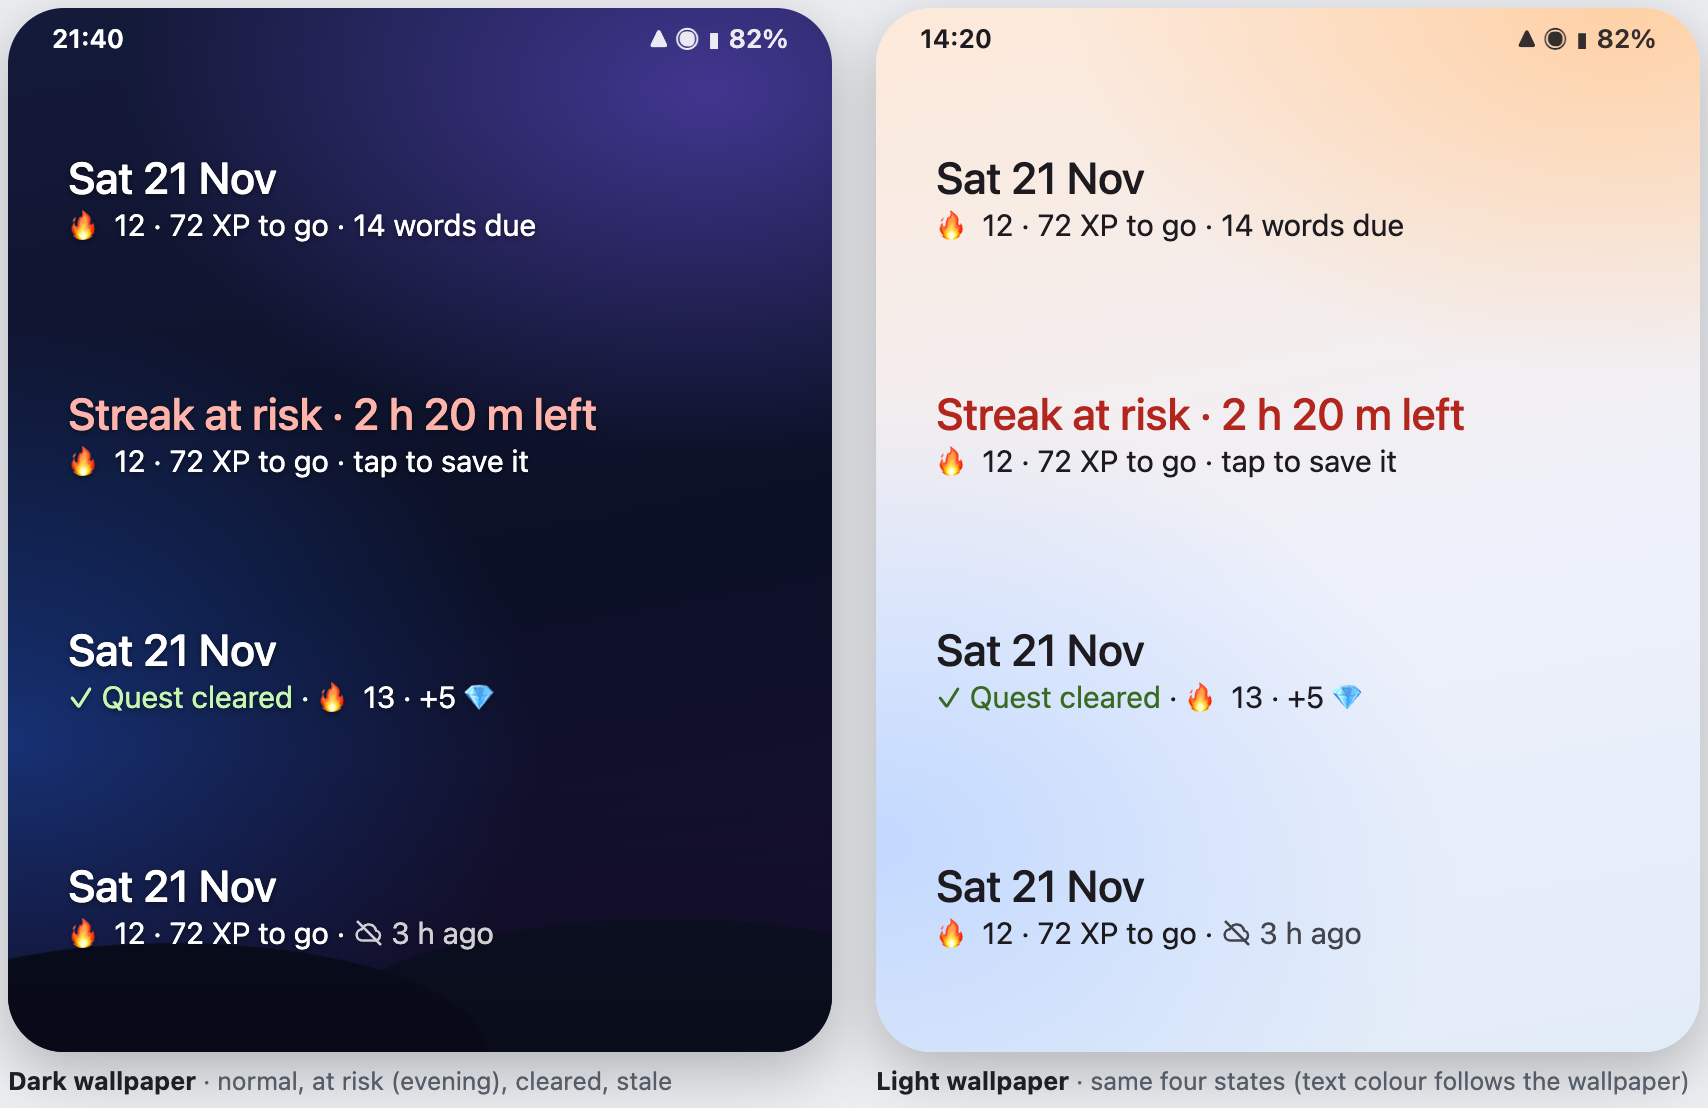 21:40
82%
Sat 21 Nov
🔥 12 · 72 XP to go · 14 words due
Streak at risk · 2 h 20 m left
🔥 12 · 72 XP to go · tap to save it
Sat 21 Nov
✓ Quest cleared · 🔥 13 · +5 💎
Sat 21 Nov
🔥 12 · 72 XP to go · 3 h ago
Dark wallpaper · normal, at risk (evening), cleared, stale
14:20
82%
Sat 21 Nov
🔥 12 · 72 XP to go · 14 words due
Streak at risk · 2 h 20 m left
🔥 12 · 72 XP to go · tap to save it
Sat 21 Nov
✓ Quest cleared · 🔥 13 · +5 💎
Sat 21 Nov
🔥 12 · 72 XP to go · 3 h ago
Light wallpaper · same four states (text colour follows the wallpaper)